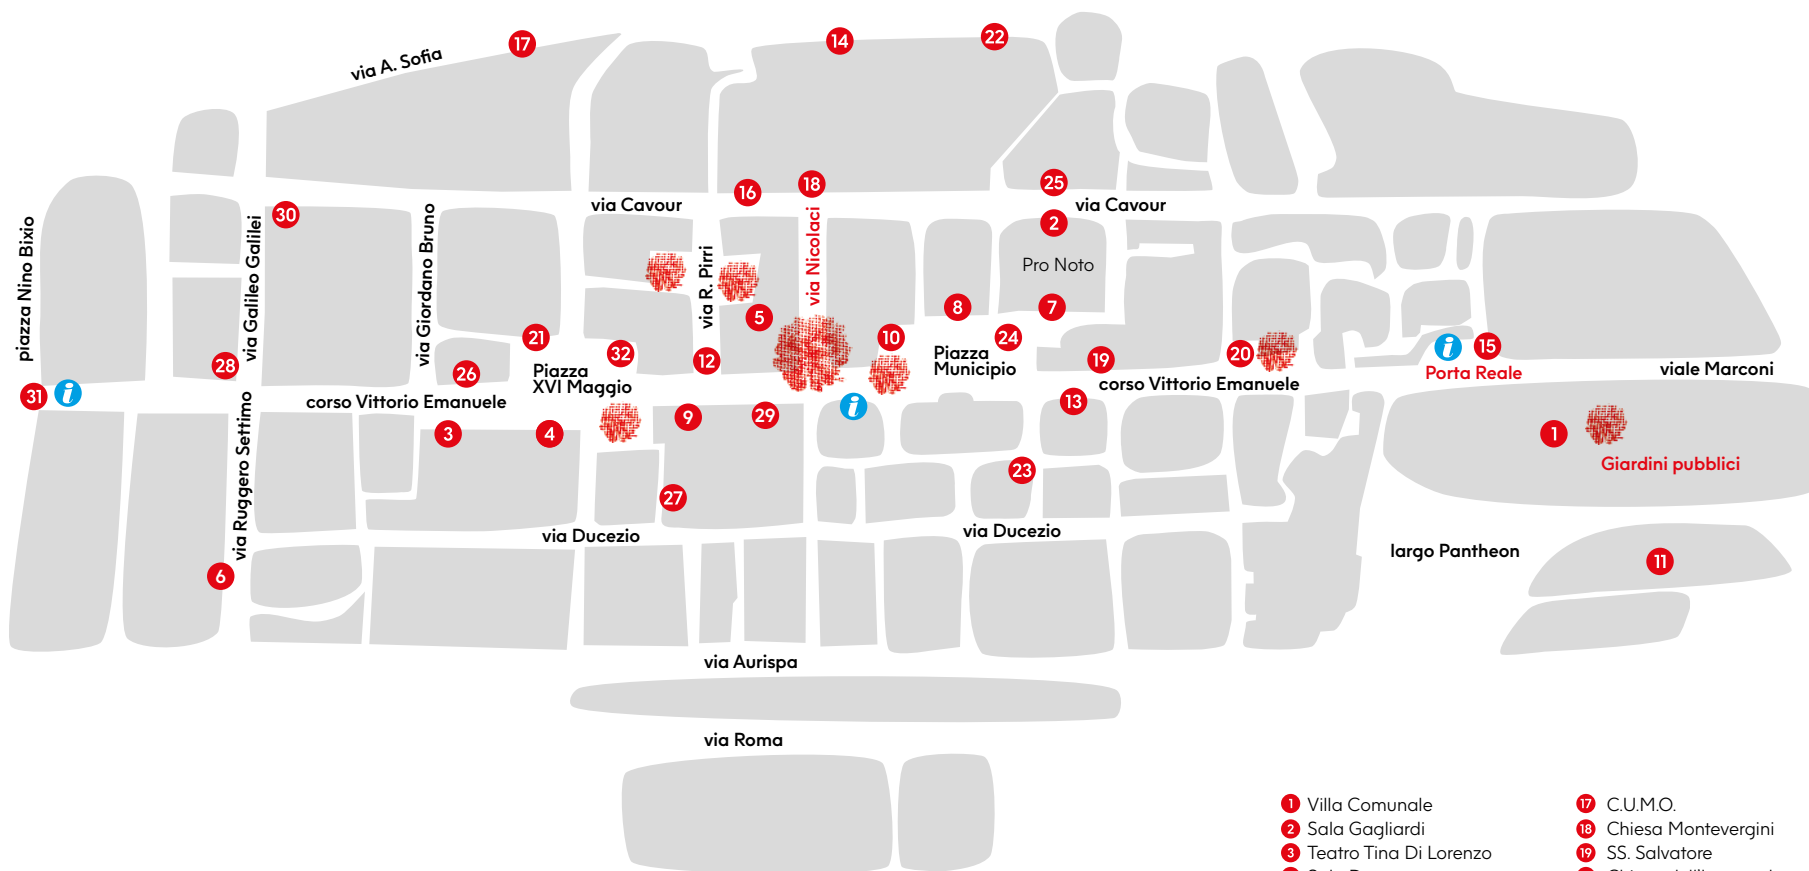 17
14
22
via A. Sofia
16
18
25
via Cavour
via Cavour
30
2
piazza Nino Bixio
via Galileo Galilei
via Giordano Bruno
via R. Pirri
via Nicolaci
Pro Noto
5
8
7
21
32
12
10
24
28
26
Piazza
XVI Maggio
Piazza
Municipio
19
20
i
15
Porta Reale
viale Marconi
31
i
corso Vittorio Emanuele
corso Vittorio Emanuele
i
13
3
4
9
29
1
Giardini pubblici
via Ruggero Settimo
27
23
via Ducezio
via Ducezio
largo Pantheon
11
6
via Aurispa
via Roma
1 Villa Comunale
2 Sala Gagliardi
3 Teatro Tina Di Lorenzo
17 C.U.M.O.
18 Chiesa Montevergini
19 SS. Salvatore